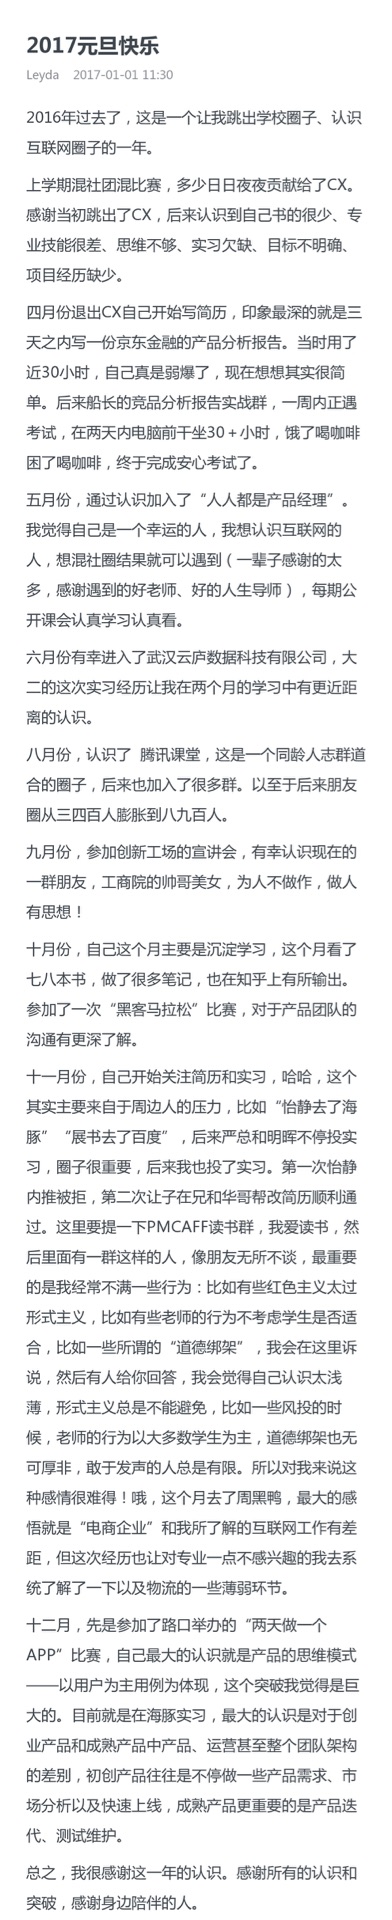 2017元旦快乐
Leyda 2017-01-01 11:30
2016年过去了，这是一个让我跳出学校圈子、认识
互联网圈子的一年。
上学期混社团混比赛，多少日日夜夜贡献给了CX。
感谢当初跳出了CX，后来认识到自己书的很少、专
业技能很差、思维不够、实习欠缺、目标不明确、
项目经历缺少。
四月份退出CX自己开始写简历，印象最深的就是三
天之内写一份京东金融的产品分析报告。当时用了
近30小时，自己真是弱爆了，现在想想其实很简
单。后来船长的竞品分析报告实战群，一周内正遇
考试，在两天内电脑前干坐30＋小时，饿了喝咖啡
困了喝咖啡，终于完成安心考试了。
五月份，通过认识加入了“人人都是产品经理”。
我觉得自己是一个幸运的人，我想认识互联网的
人，想混社圈结果就可以遇到（一辈子感谢的太
多，感谢遇到的好老师、好的人生导师），每期公
开课会认真学习认真看。
六月份有幸进入了武汉云庐数据科技有限公司，大
二的这次实习经历让我在两个月的学习中有更近距
离的认识。
八月份，认识了 腾讯课堂，这是一个同龄人志群道
合的圈子，后来也加入了很多群。以至于后来朋友
圈从三四百人膨胀到八九百人。
九月份，参加创新工场的宣讲会，有幸认识现在的
一群朋友，工商院的帅哥美女，为人不做作，做人
有思想！
十月份，自己这个月主要是沉淀学习，这个月看了
七八本书，做了很多笔记，也在知乎上有所输出。
参加了一次“黑客马拉松”比赛，对于产品团队的
沟通有更深了解。
十一月份，自己开始关注简历和实习，哈哈，这个
其实主要来自于周边人的压力，比如“怡静去了海
豚”“展书去了百度”，后来严总和明晖不停投实
习，圈子很重要，后来我也投了实习。第一次怡静
内推被拒，第二次让子在兄和华哥帮改简历顺利通
过。这里要提一下PMCAFF读书群，我爱读书，然
后里面有一群这样的人，像朋友无所不谈，最重要
的是我经常不满一些行为：比如有些红色主义太过
形式主义，比如有些老师的行为不考虑学生是否适
合，比如一些所谓的“道德绑架”，我会在这里诉
说，然后有人给你回答，我会觉得自己认识太浅
薄，形式主义总是不能避免，比如一些风投的时
候，老师的行为以大多数学生为主，道德绑架也无
可厚非，敢于发声的人总是有限。所以对我来说这
种感情很难得！哦，这个月去了周黑鸭，最大的感
悟就是“电商企业”和我所了解的互联网工作有差
距，但这次经历也让对专业一点不感兴趣的我去系
统了解了一下以及物流的一些薄弱环节。
十二月，先是参加了路口举办的“两天做一个
APP”比赛，自己最大的认识就是产品的思维模式
——以用户为主用例为体现，这个突破我觉得是巨
大的。目前就是在海豚实习，最大的认识是对于创
业产品和成熟产品中产品、运营甚至整个团队架构
的差别，初创产品往往是不停做一些产品需求、市
场分析以及快速上线，成熟产品更重要的是产品迭
代、测试维护。
总之，我很感谢这一年的认识。感谢所有的认识和
突破，感谢身边陪伴的人。